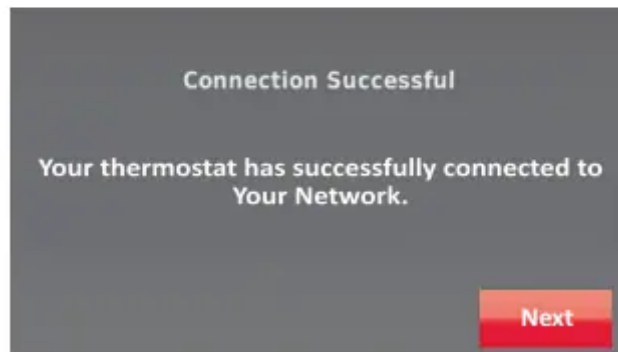 Connection Successful
Your thermostat has successfully connected to
Your Network.
Next